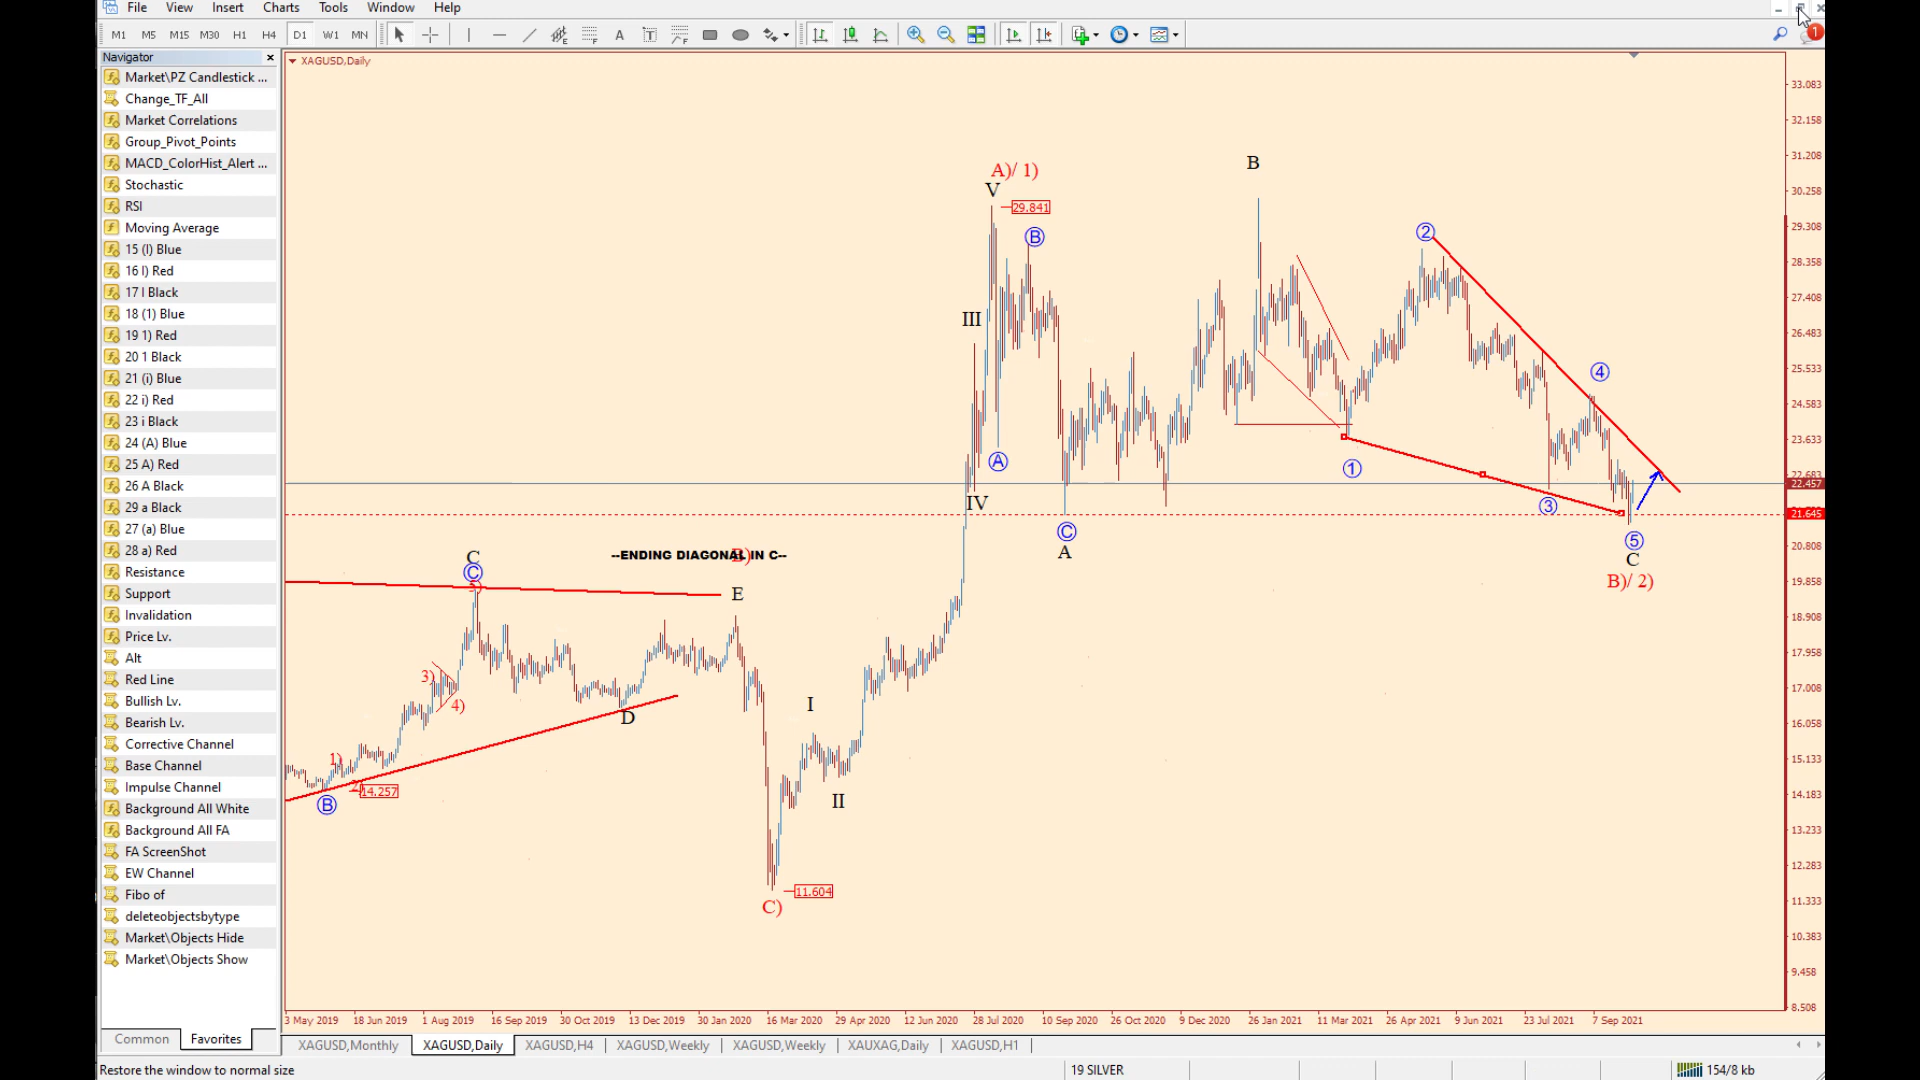 File View Insert Charts Tools Window Help
M1 M5 M15 M30 H1 H4 D1 W1 MN A T F 1
Navigator
Market\PZ Candlestick ...
Change_TF_All
Market Correlations
Group_Pivot_Points
MACD_ColorHist_Alert ...
Stochastic
RSI
Moving Average
15 (I) Blue
16 I) Red
17 I Black
18 (1) Blue
19 1) Red
20 1 Black
21 (i) Blue
22 i) Red
23 i Black
24 (A) Blue
25 A) Red
26 A Black
29 a Black
27 (a) Blue
28 a) Red
Resistance
Support
Invalidation
Price Lv.
Alt
Red Line
Bullish Lv.
Bearish Lv.
Corrective Channel
Base Channel
Impulse Channel
Background All White
Background All FA
FA ScreenShot
EW Channel
Fibo of
deleteobjectsbytype
Market\Objects Hide
Market\Objects Show
Common Favorites
XAGUSD,Daily
A)/ 1)
V
29.841
B
B
2
III
4
A
1
IV
3
C
A
5
C
B)/ 2)
C
C
--ENDING DIAGONAL IN C--
E
3)
4)
D
I
1)
14.257
B
II
11.604
C)
33.083
32.158
31.208
30.258
29.308
28.358
27.408
26.483
25.533
24.583
23.633
22.683
22.457
21.645
20.808
19.858
18.908
17.958
17.008
16.058
15.133
14.183
13.233
12.283
11.333
10.383
9.458
8.508
3 May 2019 18 Jun 2019 1 Aug 2019 16 Sep 2019 30 Oct 2019 13 Dec 2019 30 Jan 2020 16 Mar 2020 29 Apr 2020 12 Jun 2020 28 Jul 2020 10 Sep 2020 26 Oct 2020 9 Dec 2020 26 Jan 2021 11 Mar 2021 26 Apr 2021 9 Jun 2021 23 Jul 2021 7 Sep 2021
XAGUSD,Monthly XAGUSD,Daily XAGUSD,H4 XAGUSD,Weekly XAGUSD,Weekly XAUXAG,Daily XAGUSD,H1
Restore the window to normal size 19 SILVER 154/8 kb